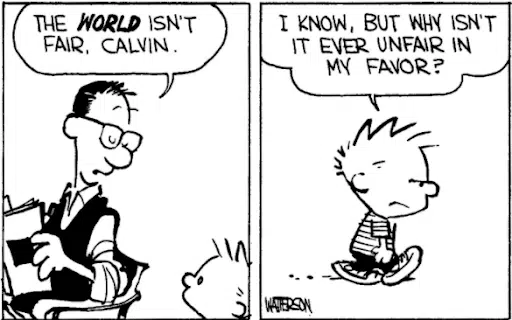 THE WORLD ISN'T
FAIR, CALVIN.
I KNOW, BUT WHY ISN'T
IT EVER UNFAIR IN
MY FAVOR?
WATTERSON